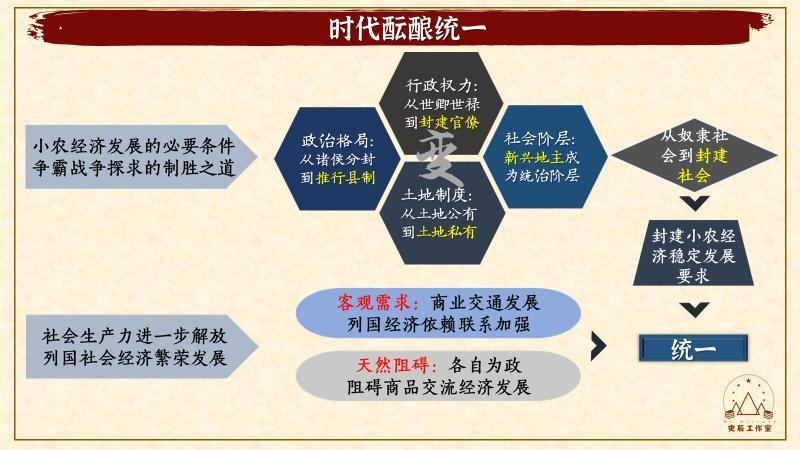 时代酝酿统一
小农经济发展的必要条件
争霸战争探求的制胜之道
政治格局:
从诸侯分封
到推行县制
行政权力:
从世卿世禄
到封建官僚
变
土地制度:
从土地公有
到土地私有
社会阶层:
新兴地主成
为统治阶层
从奴隶社
会到封建
社会
封建小农经
济稳定发展
要求
社会生产力进一步解放
列国社会经济繁荣发展
客观需求：商业交通发展
列国经济依赖联系加强
天然阻碍：各自为政
阻碍商品交流经济发展
统一
史辰工作室